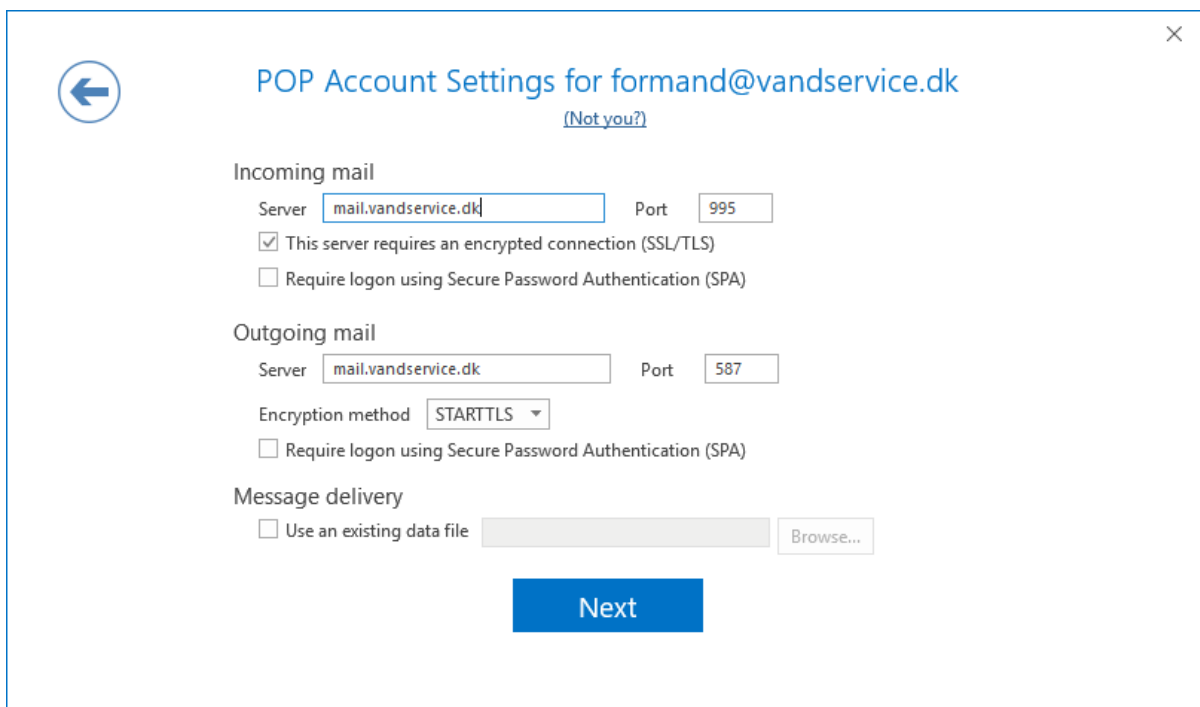 POP Account Settings for formand@vandservice.dk
(Not you?)
Incoming mail
Server mail.vandservice.dk Port 995
This server requires an encrypted connection (SSL/TLS)
Require logon using Secure Password Authentication (SPA)
Outgoing mail
Server mail.vandservice.dk Port 587
Encryption method STARTTLS
Require logon using Secure Password Authentication (SPA)
Message delivery
Use an existing data file Browse...
Next